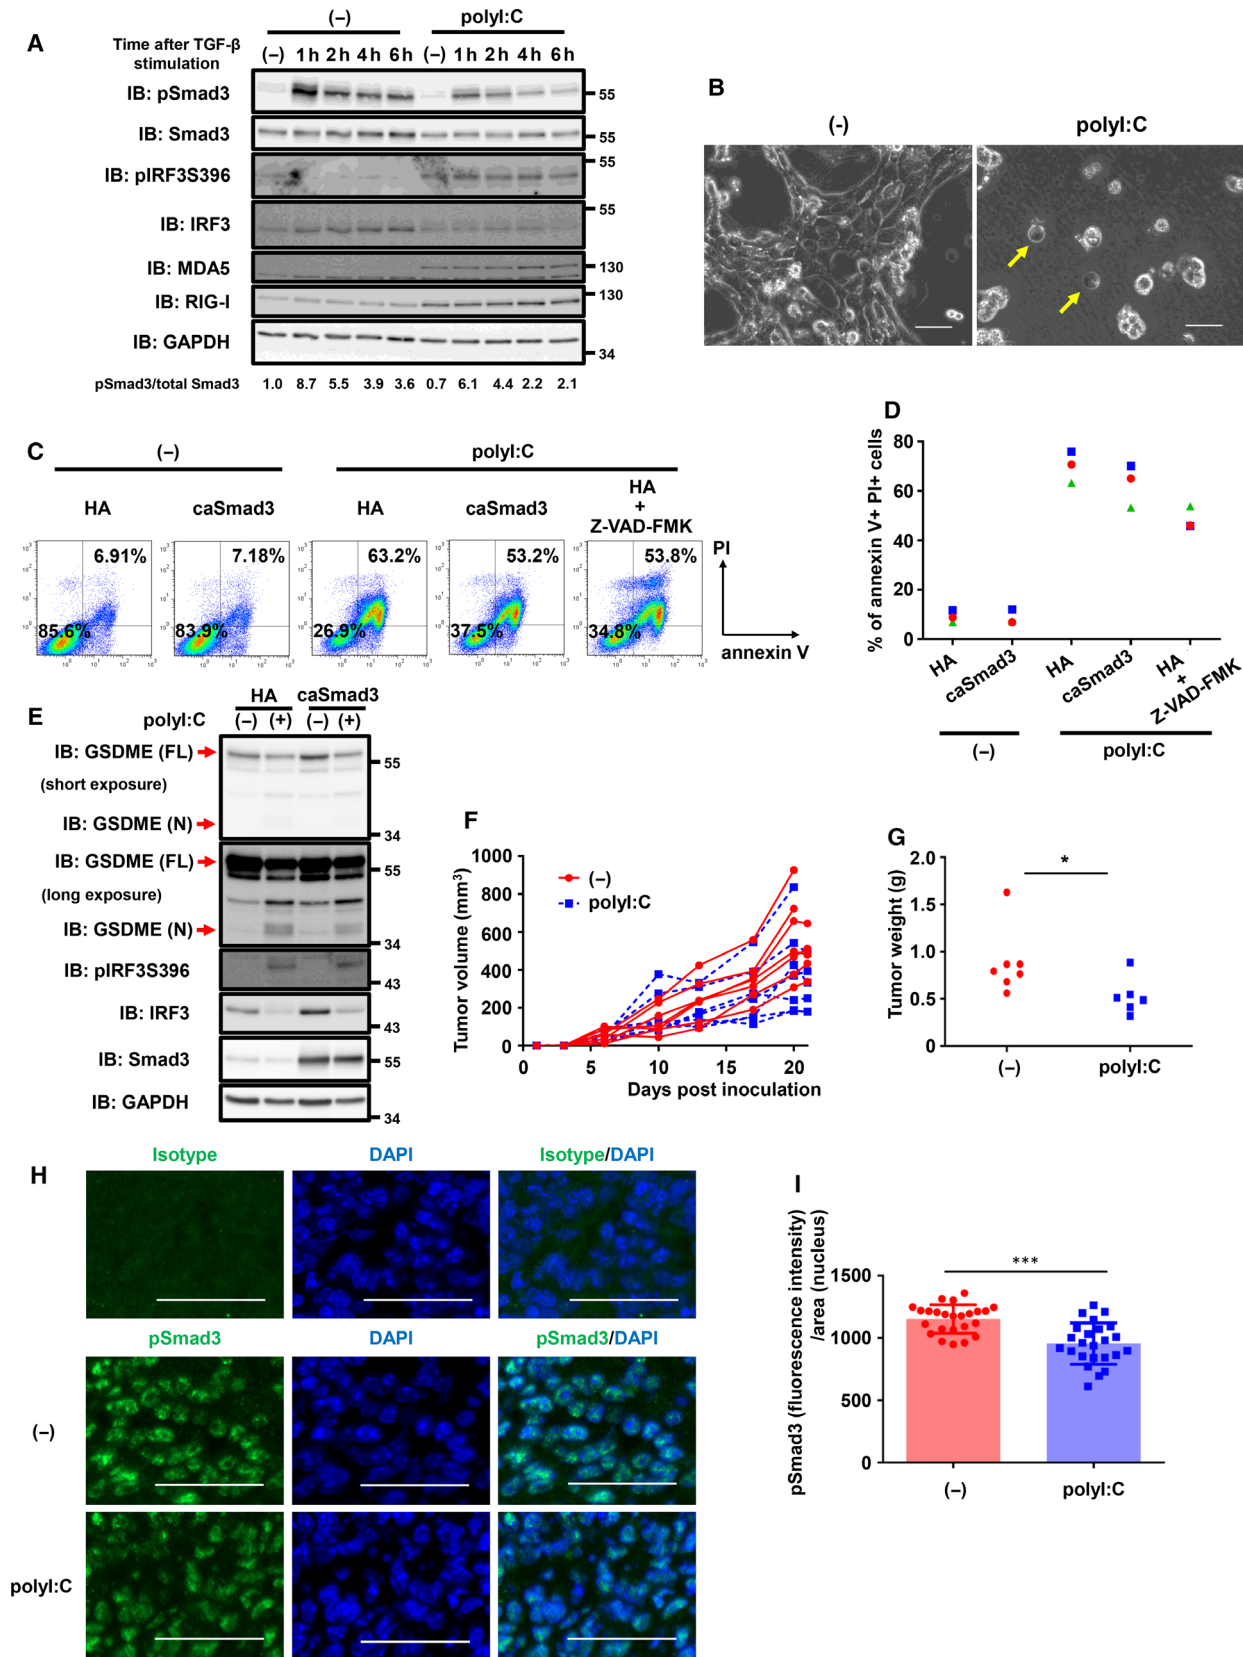 A
(–)
polyI:C
Time after TGF-β
stimulation
(–) 1 h 2 h 4 h 6 h (–) 1 h 2 h 4 h 6 h
IB: pSmad3
55
IB: Smad3
55
IB: pIRF3S396
55
IB: IRF3
55
IB: MDA5
130
IB: RIG-I
130
IB: GAPDH
34
pSmad3/total Smad3 1.0 8.7 5.5 3.9 3.6 0.7 6.1 4.4 2.2 2.1
B
(-)
polyI:C
C
(–)
polyI:C
HA
caSmad3
HA
caSmad3
HA
+
Z-VAD-FMK
6.91%
85.6%
7.18%
83.9%
63.2%
26.9%
53.2%
37.5%
53.8%
34.8%
10³
10²
10¹
10⁰
10⁰ 10¹ 10² 10³
PI
annexin V
D
% of annexin V+ PI+ cells
80
60
40
20
0
HA
caSmad3
HA
caSmad3
HA
+
Z-VAD-FMK
(–)
polyI:C
E
HA
caSmad3
polyI:C (–) (+) (–) (+)
IB: GSDME (FL)
55
(short exposure)
IB: GSDME (N)
34
IB: GSDME (FL)
55
(long exposure)
IB: GSDME (N)
34
IB: pIRF3S396
43
IB: IRF3
43
IB: Smad3
55
IB: GAPDH
34
F
Tumor volume (mm³)
1000
800
600
400
200
0
(–)
polyI:C
0 5 10 15 20
Days post inoculation
G
Tumor weight (g)
2.0
1.5
1.0
0.5
0
*
(–)
polyI:C
H
Isotype
DAPI
Isotype/DAPI
pSmad3
DAPI
pSmad3/DAPI
(–)
polyI:C
I
pSmad3 (fluorescence intensity)
/area (nucleus)
1500
1000
500
0
***
(–)
polyI:C